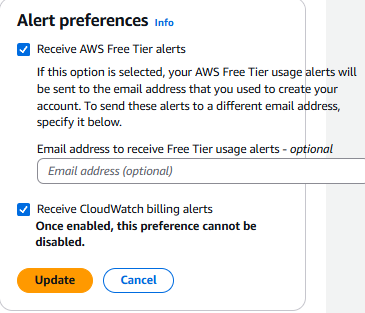 Alert preferences Info
Receive AWS Free Tier alerts
If this option is selected, your AWS Free Tier usage alerts will
be sent to the email address that you used to create your
account. To send these alerts to a different email address,
specify it below.
Email address to receive Free Tier usage alerts - optional
Email address (optional)
Receive CloudWatch billing alerts
Once enabled, this preference cannot be
disabled.
Update Cancel